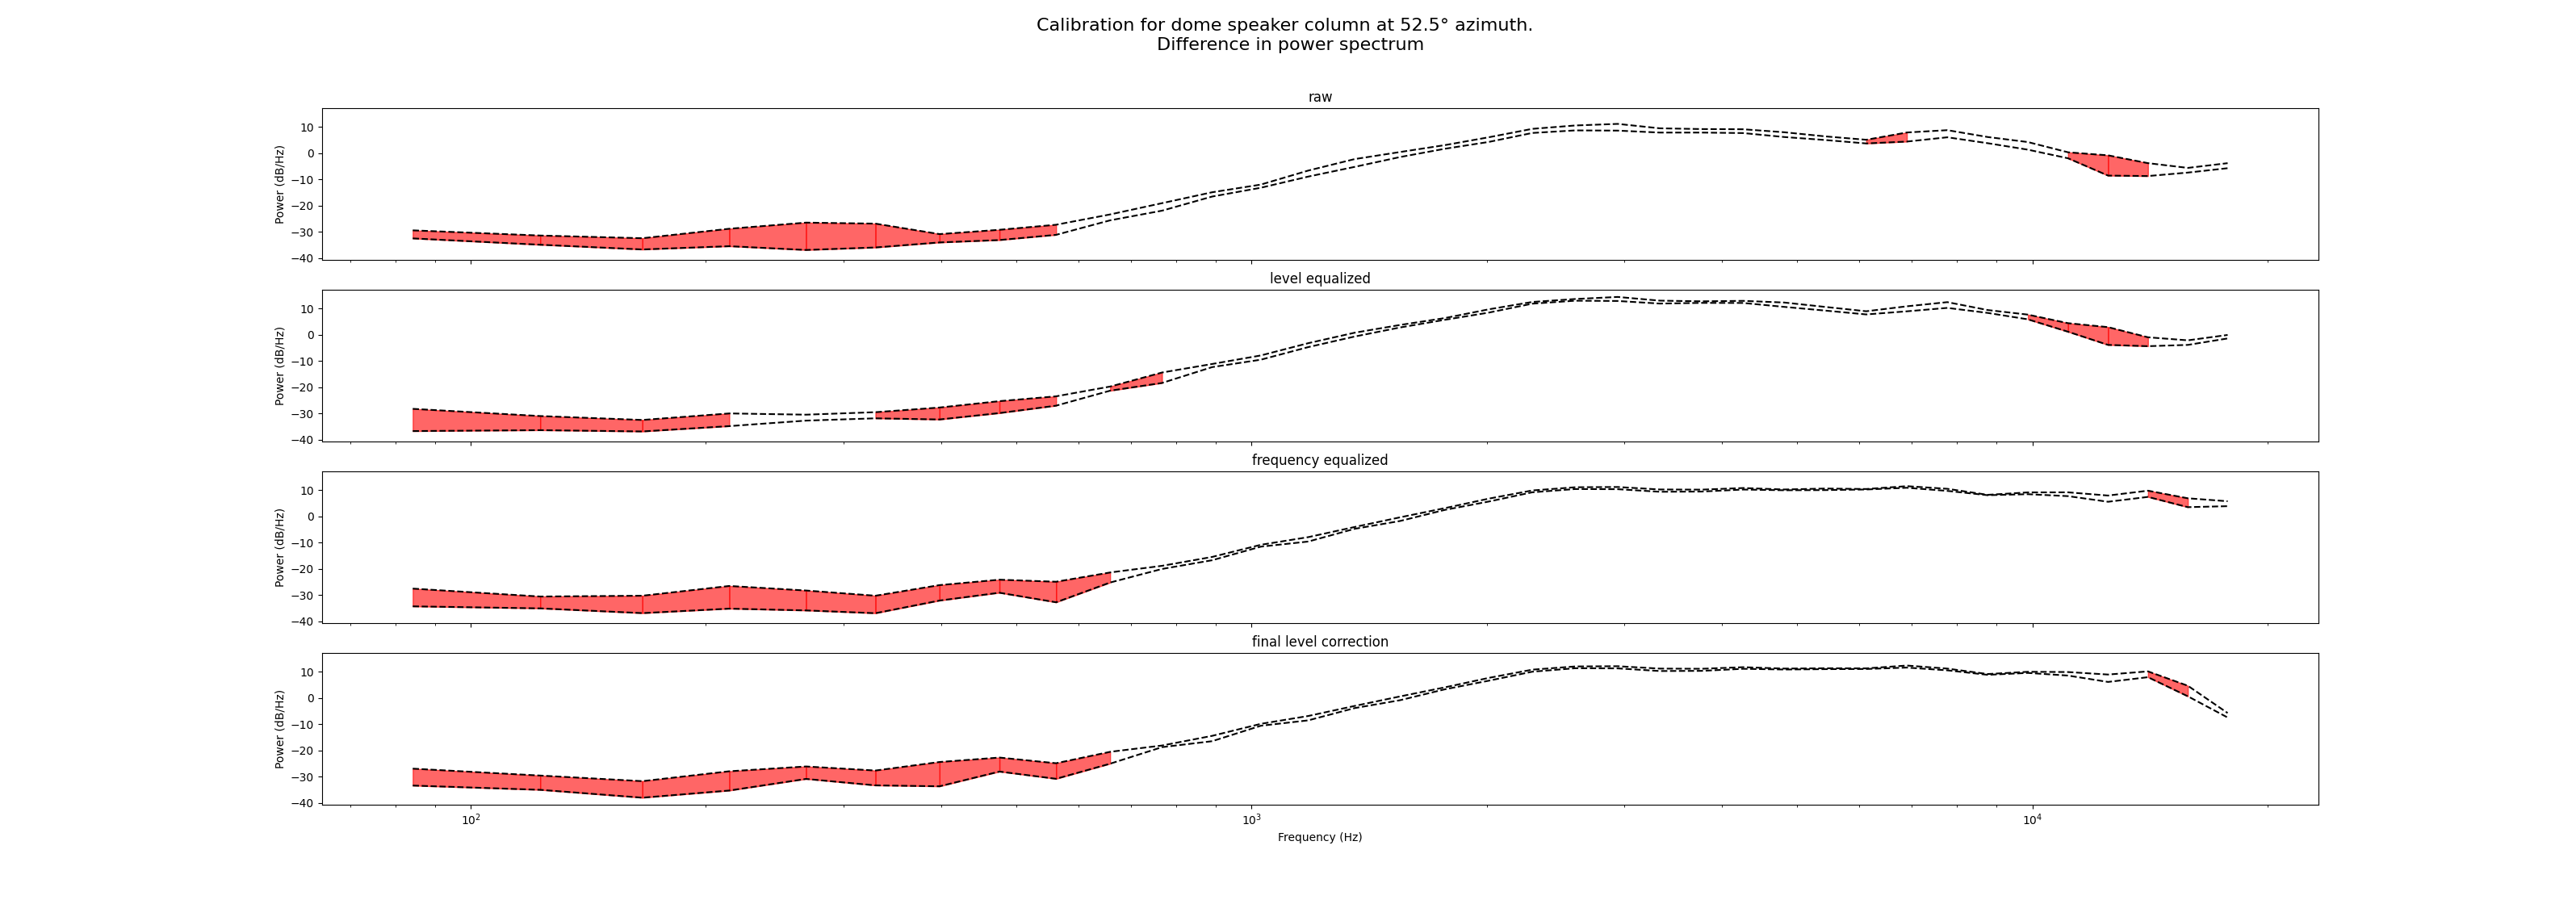 Calibration for dome speaker column at 52.5° azimuth.
Difference in power spectrum
raw
Power (dB/Hz)
10
0
−10
−20
−30
−40
level equalized
Power (dB/Hz)
10
0
−10
−20
−30
−40
frequency equalized
Power (dB/Hz)
10
0
−10
−20
−30
−40
final level correction
Power (dB/Hz)
10
0
−10
−20
−30
−40
10² 10³ 10⁴
Frequency (Hz)